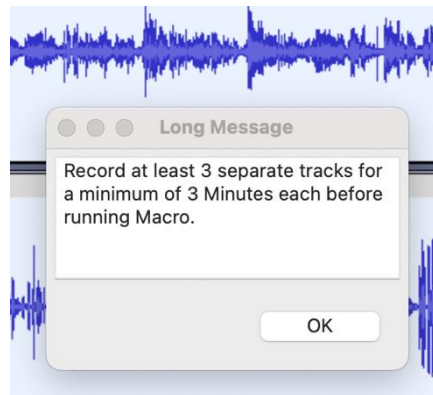 Long Message
Record at least 3 separate tracks for
a minimum of 3 Minutes each before
running Macro.
OK